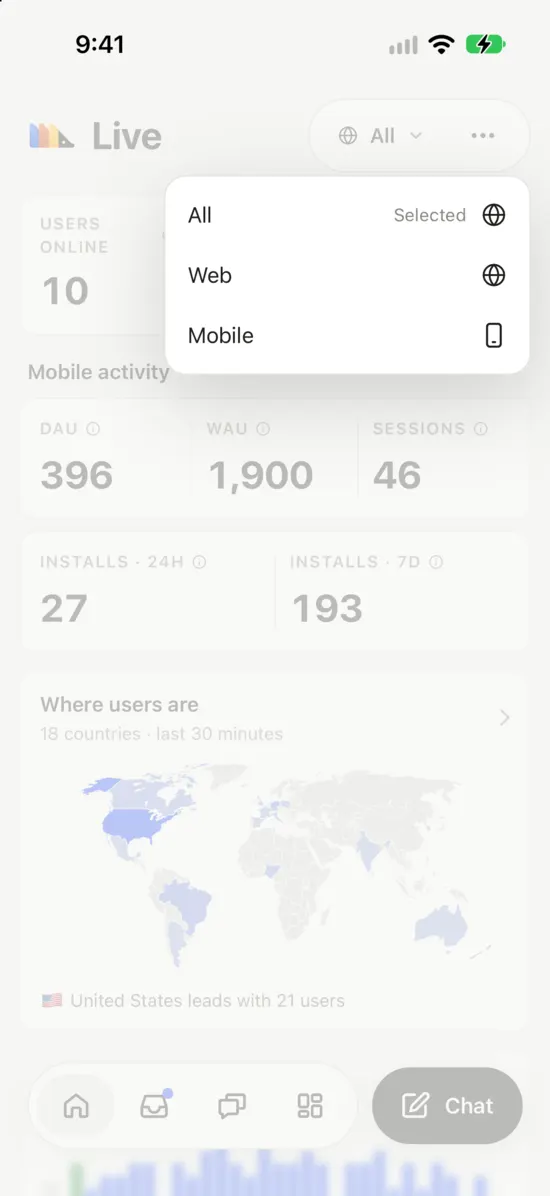 9:41
Live
All
All
Selected
Web
Mobile
USERS
ONLINE
10
Mobile activity
DAU
WAU
SESSIONS
396
1,900
46
INSTALLS · 24H
INSTALLS · 7D
27
193
Where users are
18 countries · last 30 minutes
United States leads with 21 users
Chat